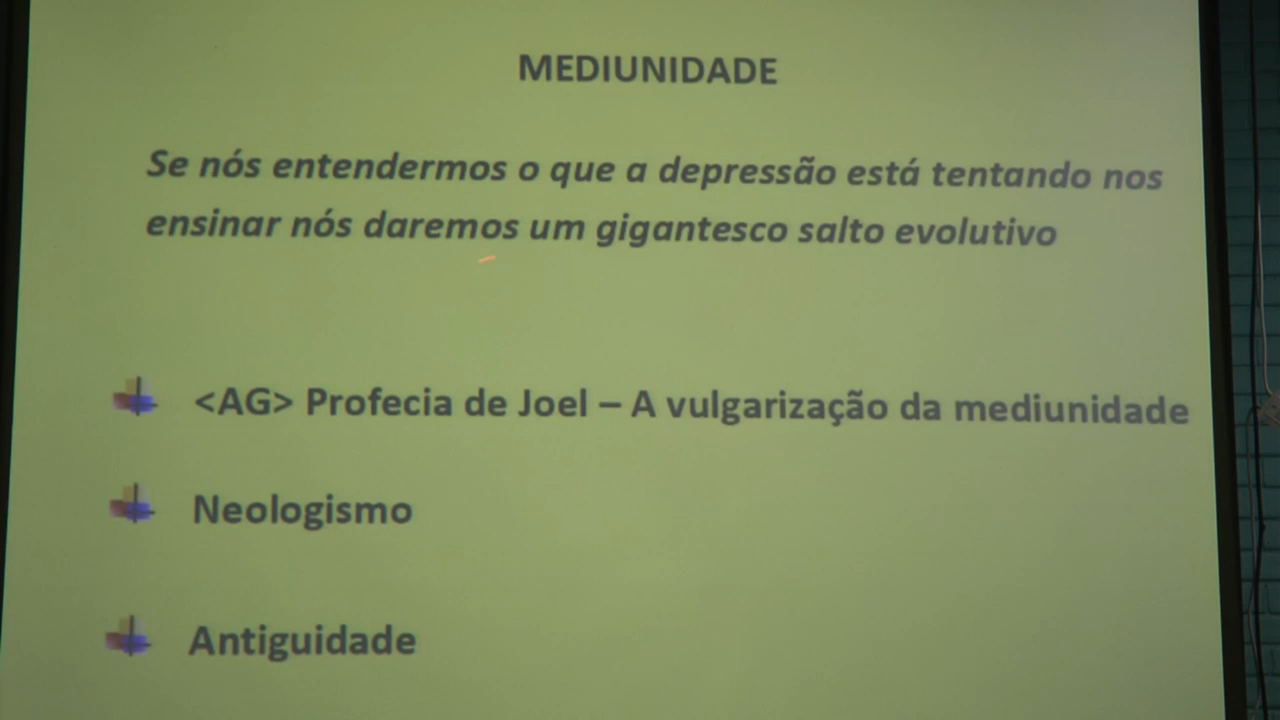 MEDIUNIDADE
Se nós entendermos o que a depressão está tentando nos
ensinar nós daremos um gigantesco salto evolutivo
<AG> Profecia de Joel – A vulgarização da mediunidade
Neologismo
Antiguidade